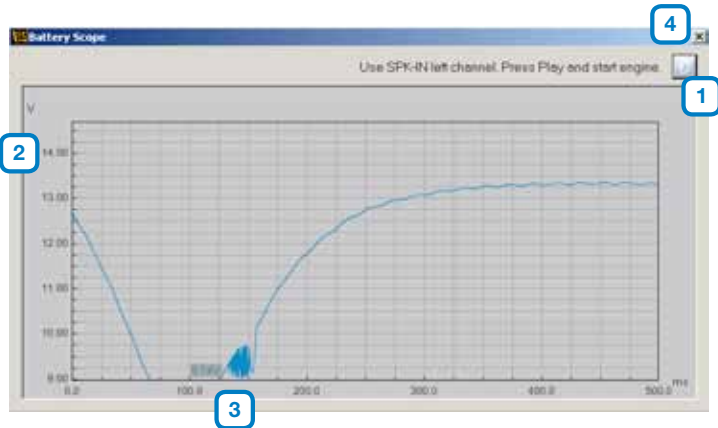 4
Battery Scope
Use SPK-IN left channel. Press Play and start engine.
1
V
2
14.00
13.00
12.00
11.00
10.00
9.00
0.0 100.0 200.0 300.0 400.0 500.0 ms
3